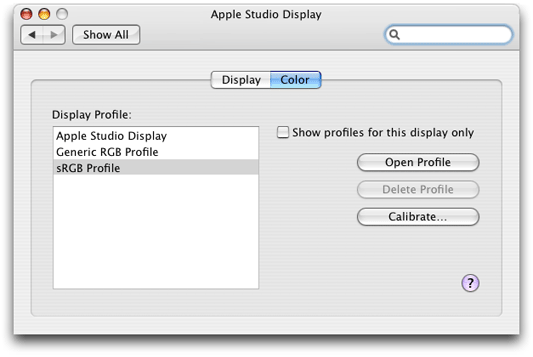 Apple Studio Display
Show All
Display Color
Display Profile:
Apple Studio Display
Generic RGB Profile
sRGB Profile
Show profiles for this display only
Open Profile
Delete Profile
Calibrate...
?